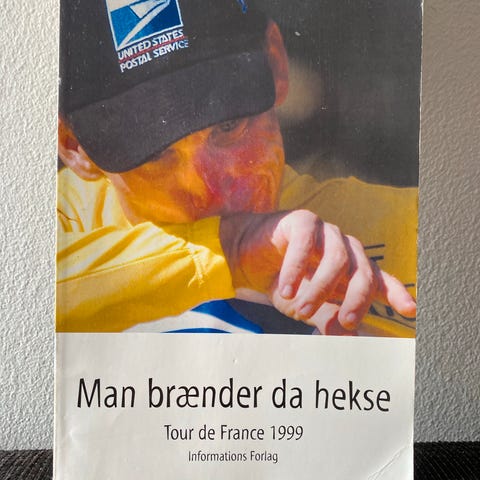 UNITED STATES
POSTAL SERVICE
Man brænder da hekse
Tour de France 1999
Informations Forlag